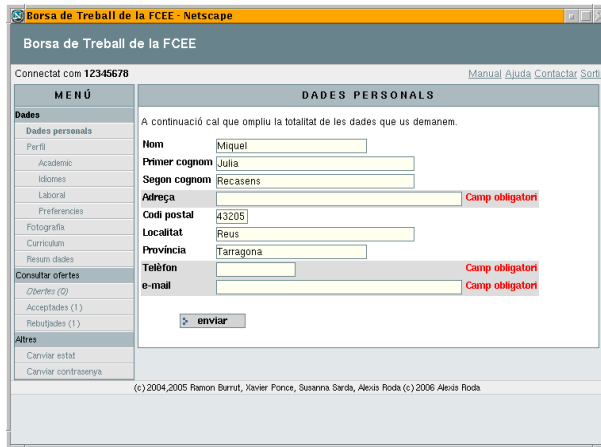 Borsa de Treball de la FCEE - Netscape
Borsa de Treball de la FCEE
Connectat com 12345678
Manual Ajuda Contactar Sorti
MENÚ
Dades
Dades personals
Perfil
Academic
Idiomes
Laboral
Preferencies
Fotografia
Curriculum
Resum dades
Consultar ofertes
Obertes (0)
Acceptades (1)
Rebutjades (1)
Altres
Canviar estat
Canviar contrasenya
DADES PERSONALS
A continuació cal que ompliu la totalitat de les dades que us demanem.
Nom Miquel
Primer cognom Julia
Segon cognom Recasens
Adreça Camp obligatori
Codi postal 43205
Localitat Reus
Província Tarragona
Telèfon Camp obligatori
e-mail Camp obligatori
enviar
(c) 2004,2005 Ramon Burrut, Xavier Ponce, Susanna Sarda, Alexis Roda (c) 2006 Alexis Roda